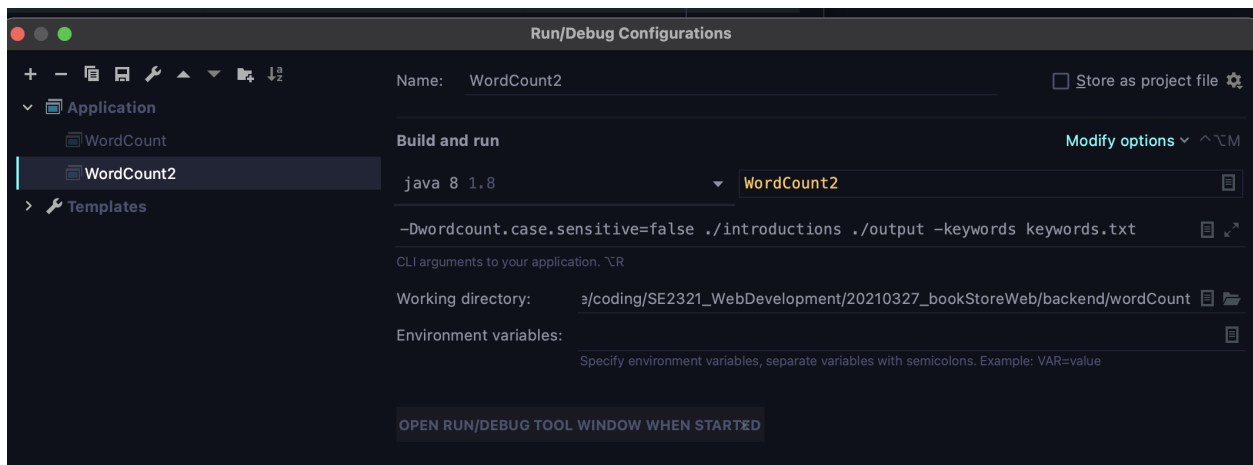 Run/Debug Configurations
Application
WordCount
WordCount2
Templates
Name: WordCount2
Store as project file
Build and run
Modify options ⌃⌥M
java 8 1.8
WordCount2
-Dwordcount.case.sensitive=false ./introductions ./output -keywords keywords.txt
CLI arguments to your application. ⌥R
Working directory: e/coding/SE2321_WebDevelopment/20210327_bookStoreWeb/backend/wordCount
Environment variables:
Specify environment variables, separate variables with semicolons. Example: VAR=value
OPEN RUN/DEBUG TOOL WINDOW WHEN STARTED